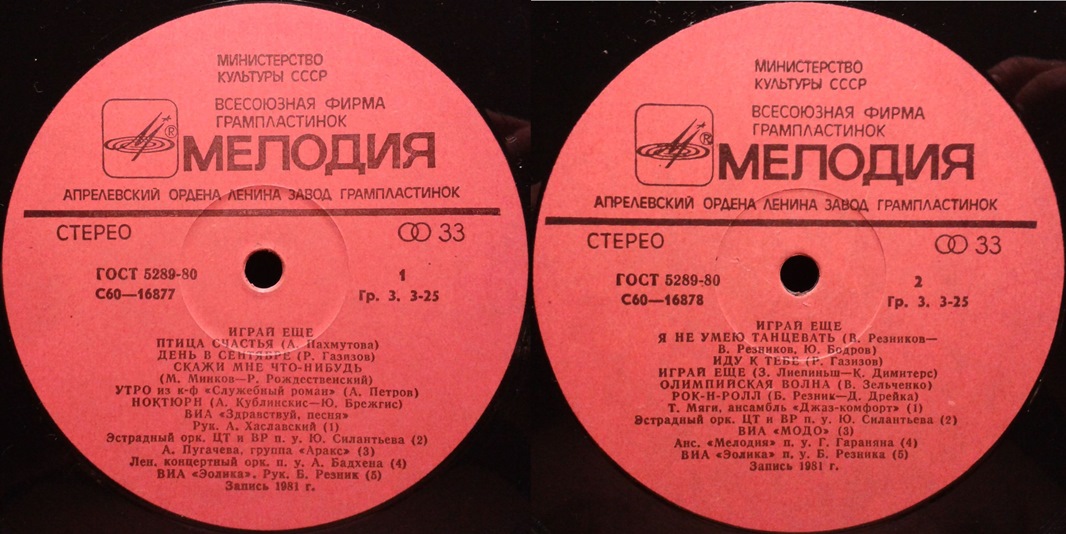 МИНИСТЕРСТВО
КУЛЬТУРЫ СССР
ВСЕСОЮЗНАЯ ФИРМА
ГРАМПЛАСТИНОК
®
МЕЛОДИЯ
АПРЕЛЕВСКИЙ ОРДЕНА ЛЕНИНА ЗАВОД ГРАМПЛАСТИНОК
СТЕРЕО
33
ГОСТ 5289-80
1
С60—16877
Гр. 3. 3-25
ИГРАЙ ЕЩЕ
ПТИЦА СЧАСТЬЯ (А. Пахмутова)
ДЕНЬ В СЕНТЯБРЕ (Р. Газизов)
СКАЖИ МНЕ ЧТО-НИБУДЬ
(М. Минков—Р. Рождественский)
УТРО из к-ф «Служебный роман» (А. Петров)
НОКТЮРН (А. Кублинскис—Ю. Брежгис)
ВИА «Здравствуй, песня»
Рук. А. Хаславский (1)
Эстрадный орк. ЦТ и ВР п. у. Ю. Силантьева (2)
А. Пугачева, группа «Аракс» (3)
Лен. концертный орк. п. у. А. Бадхена (4)
ВИА «Эолика». Рук. Б. Резник (5)
Запись 1981 г.
МИНИСТЕРСТВО
КУЛЬТУРЫ СССР
ВСЕСОЮЗНАЯ ФИРМА
ГРАМПЛАСТИНОК
®
МЕЛОДИЯ
АПРЕЛЕВСКИЙ ОРДЕНА ЛЕНИНА ЗАВОД ГРАМПЛАСТИНОК
СТЕРЕО
33
ГОСТ 5289-80
2
С60—16878
Гр. 3. 3-25
ИГРАЙ ЕЩЕ
Я НЕ УМЕЮ ТАНЦЕВАТЬ (В. Резников—
В. Резников, Ю. Бодров)
ИДУ К ТЕБЕ (Р. Газизов)
ИГРАЙ ЕЩЕ (З. Лиепиньш—К. Димитерс)
ОЛИМПИЙСКАЯ ВОЛНА (В. Зельченко)
РОК-Н-РОЛЛ (Б. Резник—Д. Дрейка)
Т. Мяги, ансамбль «Джаз-комфорт» (1)
Эстрадный орк. ЦТ и ВР п. у. Ю. Силантьева (2)
ВИА «МОДО» (3)
Анс. «Мелодия» п. у. Г. Гараняна (4)
ВИА «Эолика» п. у. Б. Резника (5)
Запись 1981 г.